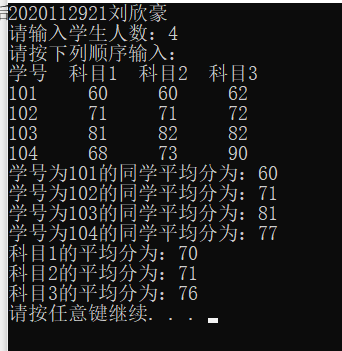 2020112921刘欣豪
请输入学生人数：4
请按下列顺序输入：
学号  科目1  科目2  科目3
101    60    60    62
102    71    71    72
103    81    82    82
104    68    73    90
学号为101的同学平均分为：60
学号为102的同学平均分为：71
学号为103的同学平均分为：81
学号为104的同学平均分为：77
科目1的平均分为：70
科目2的平均分为：71
科目3的平均分为：76
请按任意键继续. . .